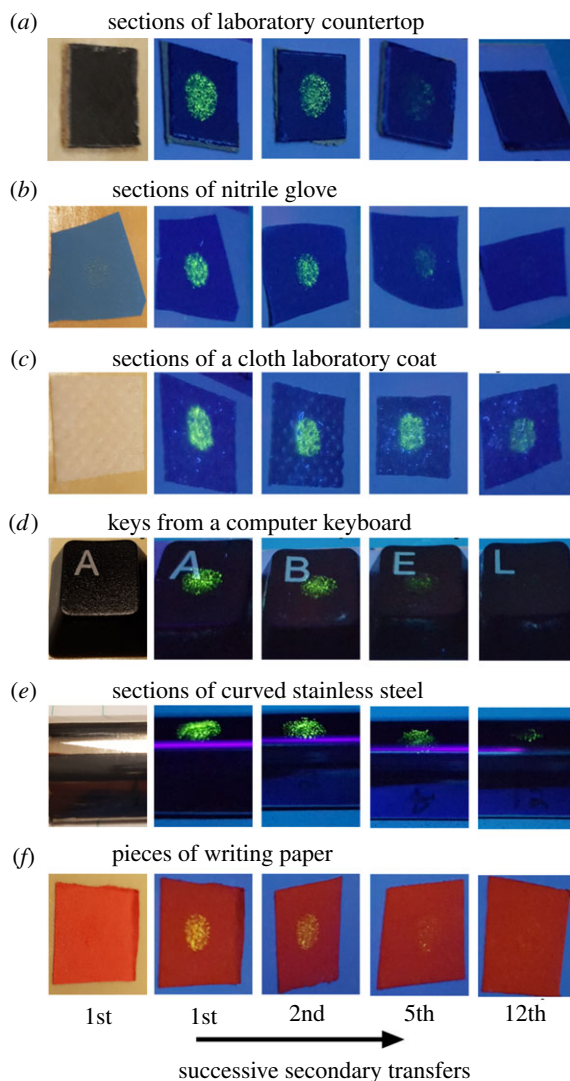 (a) sections of laboratory countertop
(b) sections of nitrile glove
(c) sections of a cloth laboratory coat
(d) keys from a computer keyboard
A A B E L
(e) sections of curved stainless steel
(f) pieces of writing paper
1st 1st 2nd 5th 12th
successive secondary transfers